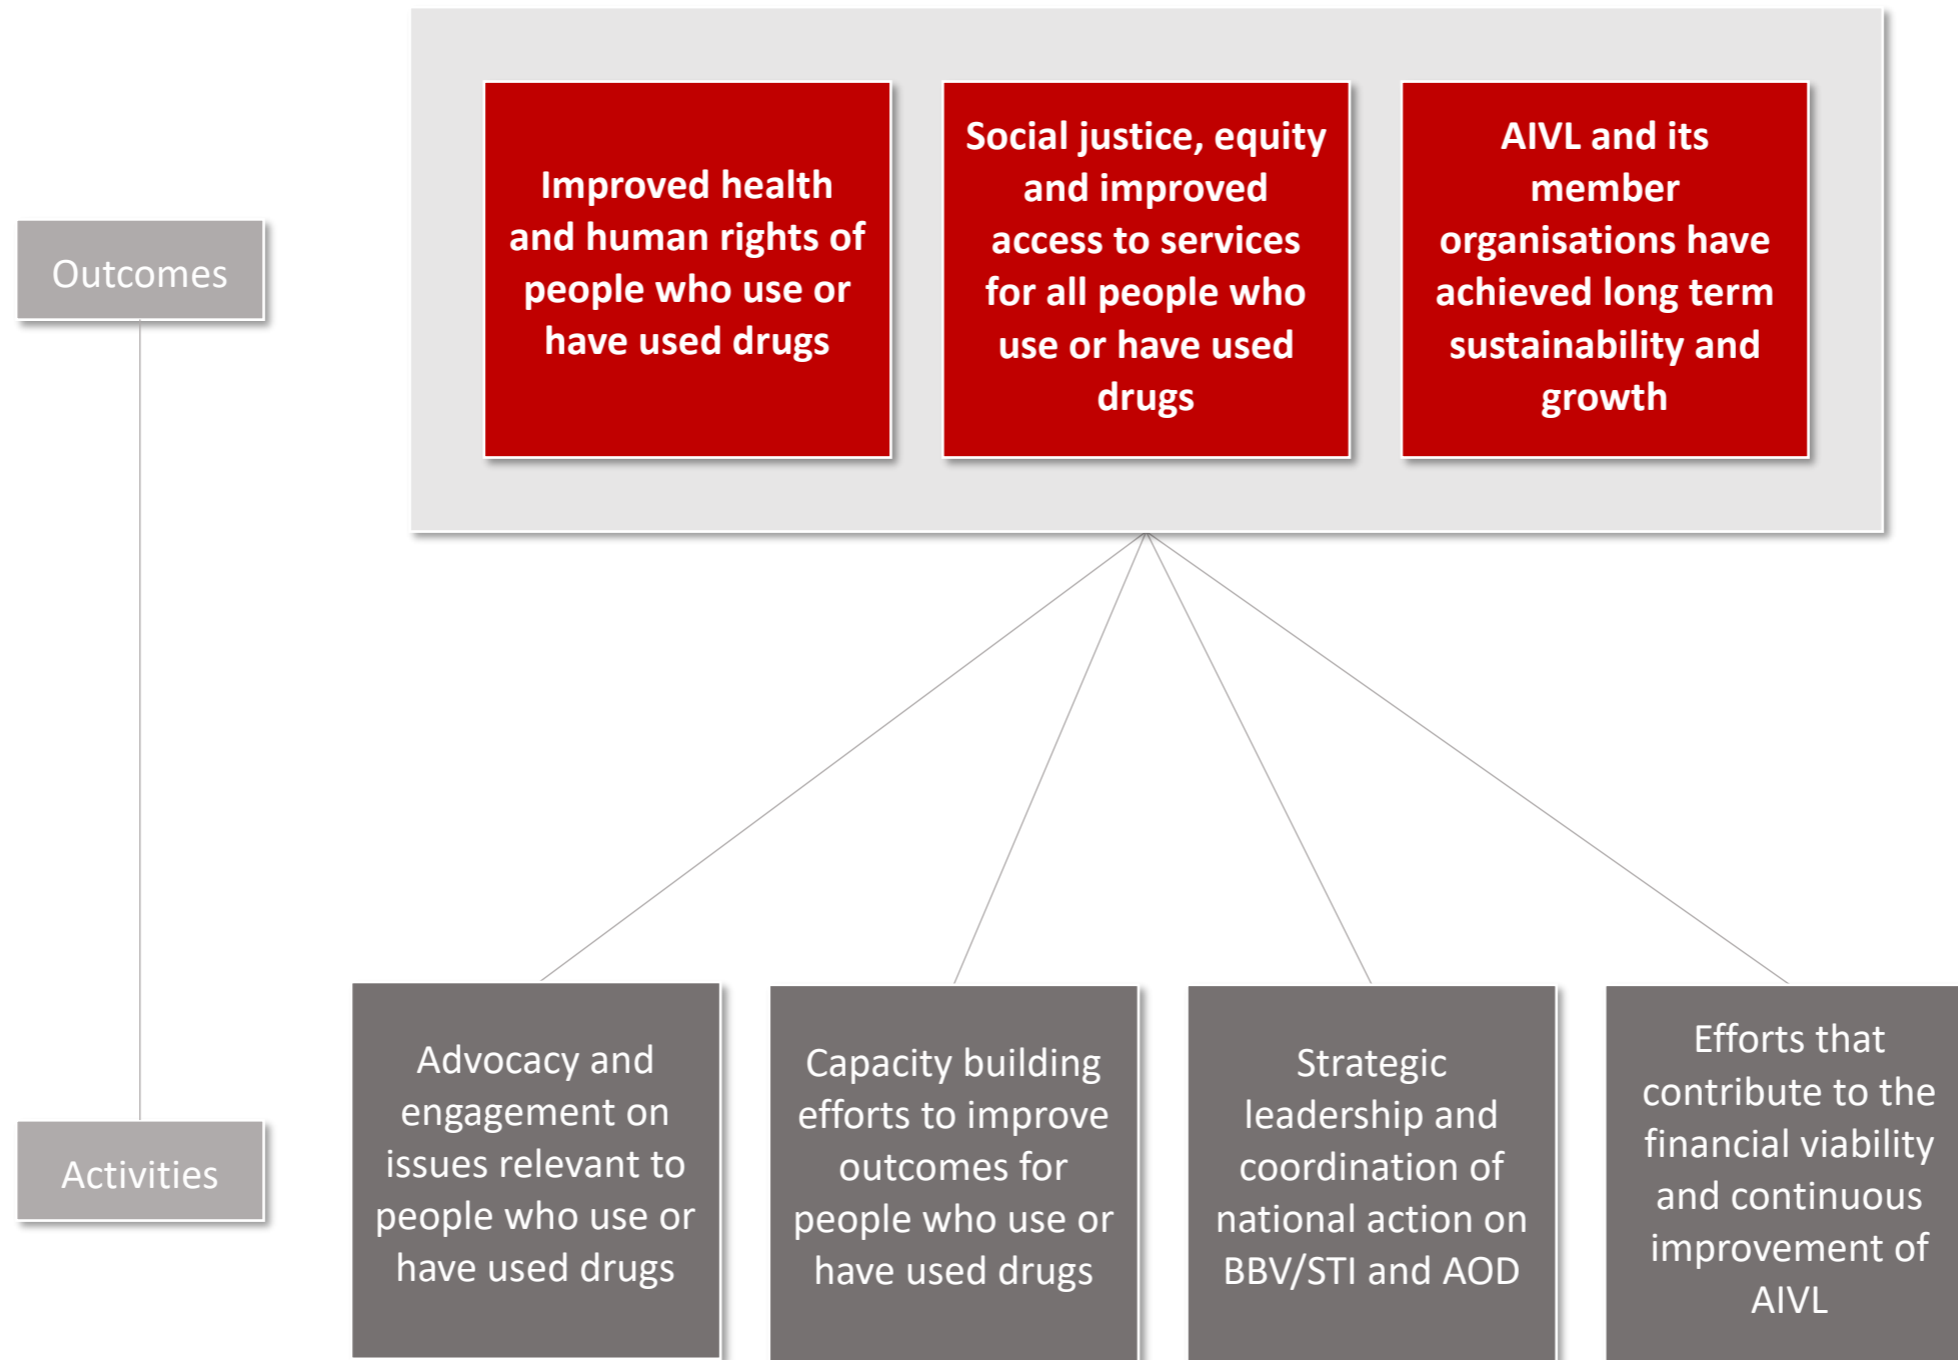 Outcomes
Improved health
and human rights of
people who use or
have used drugs
Social justice, equity
and improved
access to services
for all people who
use or have used
drugs
AIVL and its
member
organisations have
achieved long term
sustainability and
growth
Activities
Advocacy and
engagement on
issues relevant to
people who use or
have used drugs
Capacity building
efforts to improve
outcomes for
people who use or
have used drugs
Strategic
leadership and
coordination of
national action on
BBV/STI and AOD
Efforts that
contribute to the
financial viability
and continuous
improvement of
AIVL